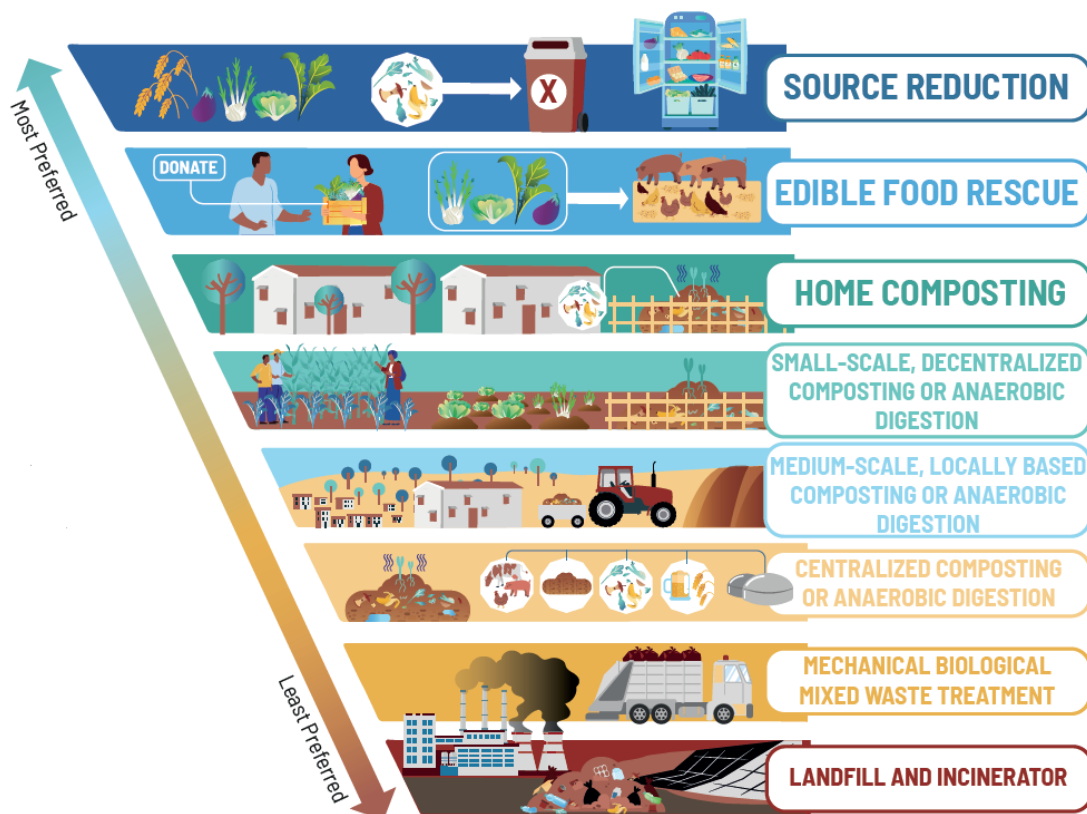 X
SOURCE REDUCTION
Most Preferred
DONATE
EDIBLE FOOD RESCUE
HOME COMPOSTING
SMALL-SCALE, DECENTRALIZED
COMPOSTING OR ANAEROBIC
DIGESTION
MEDIUM-SCALE, LOCALLY BASED
COMPOSTING OR ANAEROBIC
DIGESTION
CENTRALIZED COMPOSTING
OR ANAEROBIC DIGESTION
MECHANICAL BIOLOGICAL
MIXED WASTE TREATMENT
Least Preferred
LANDFILL AND INCINERATOR